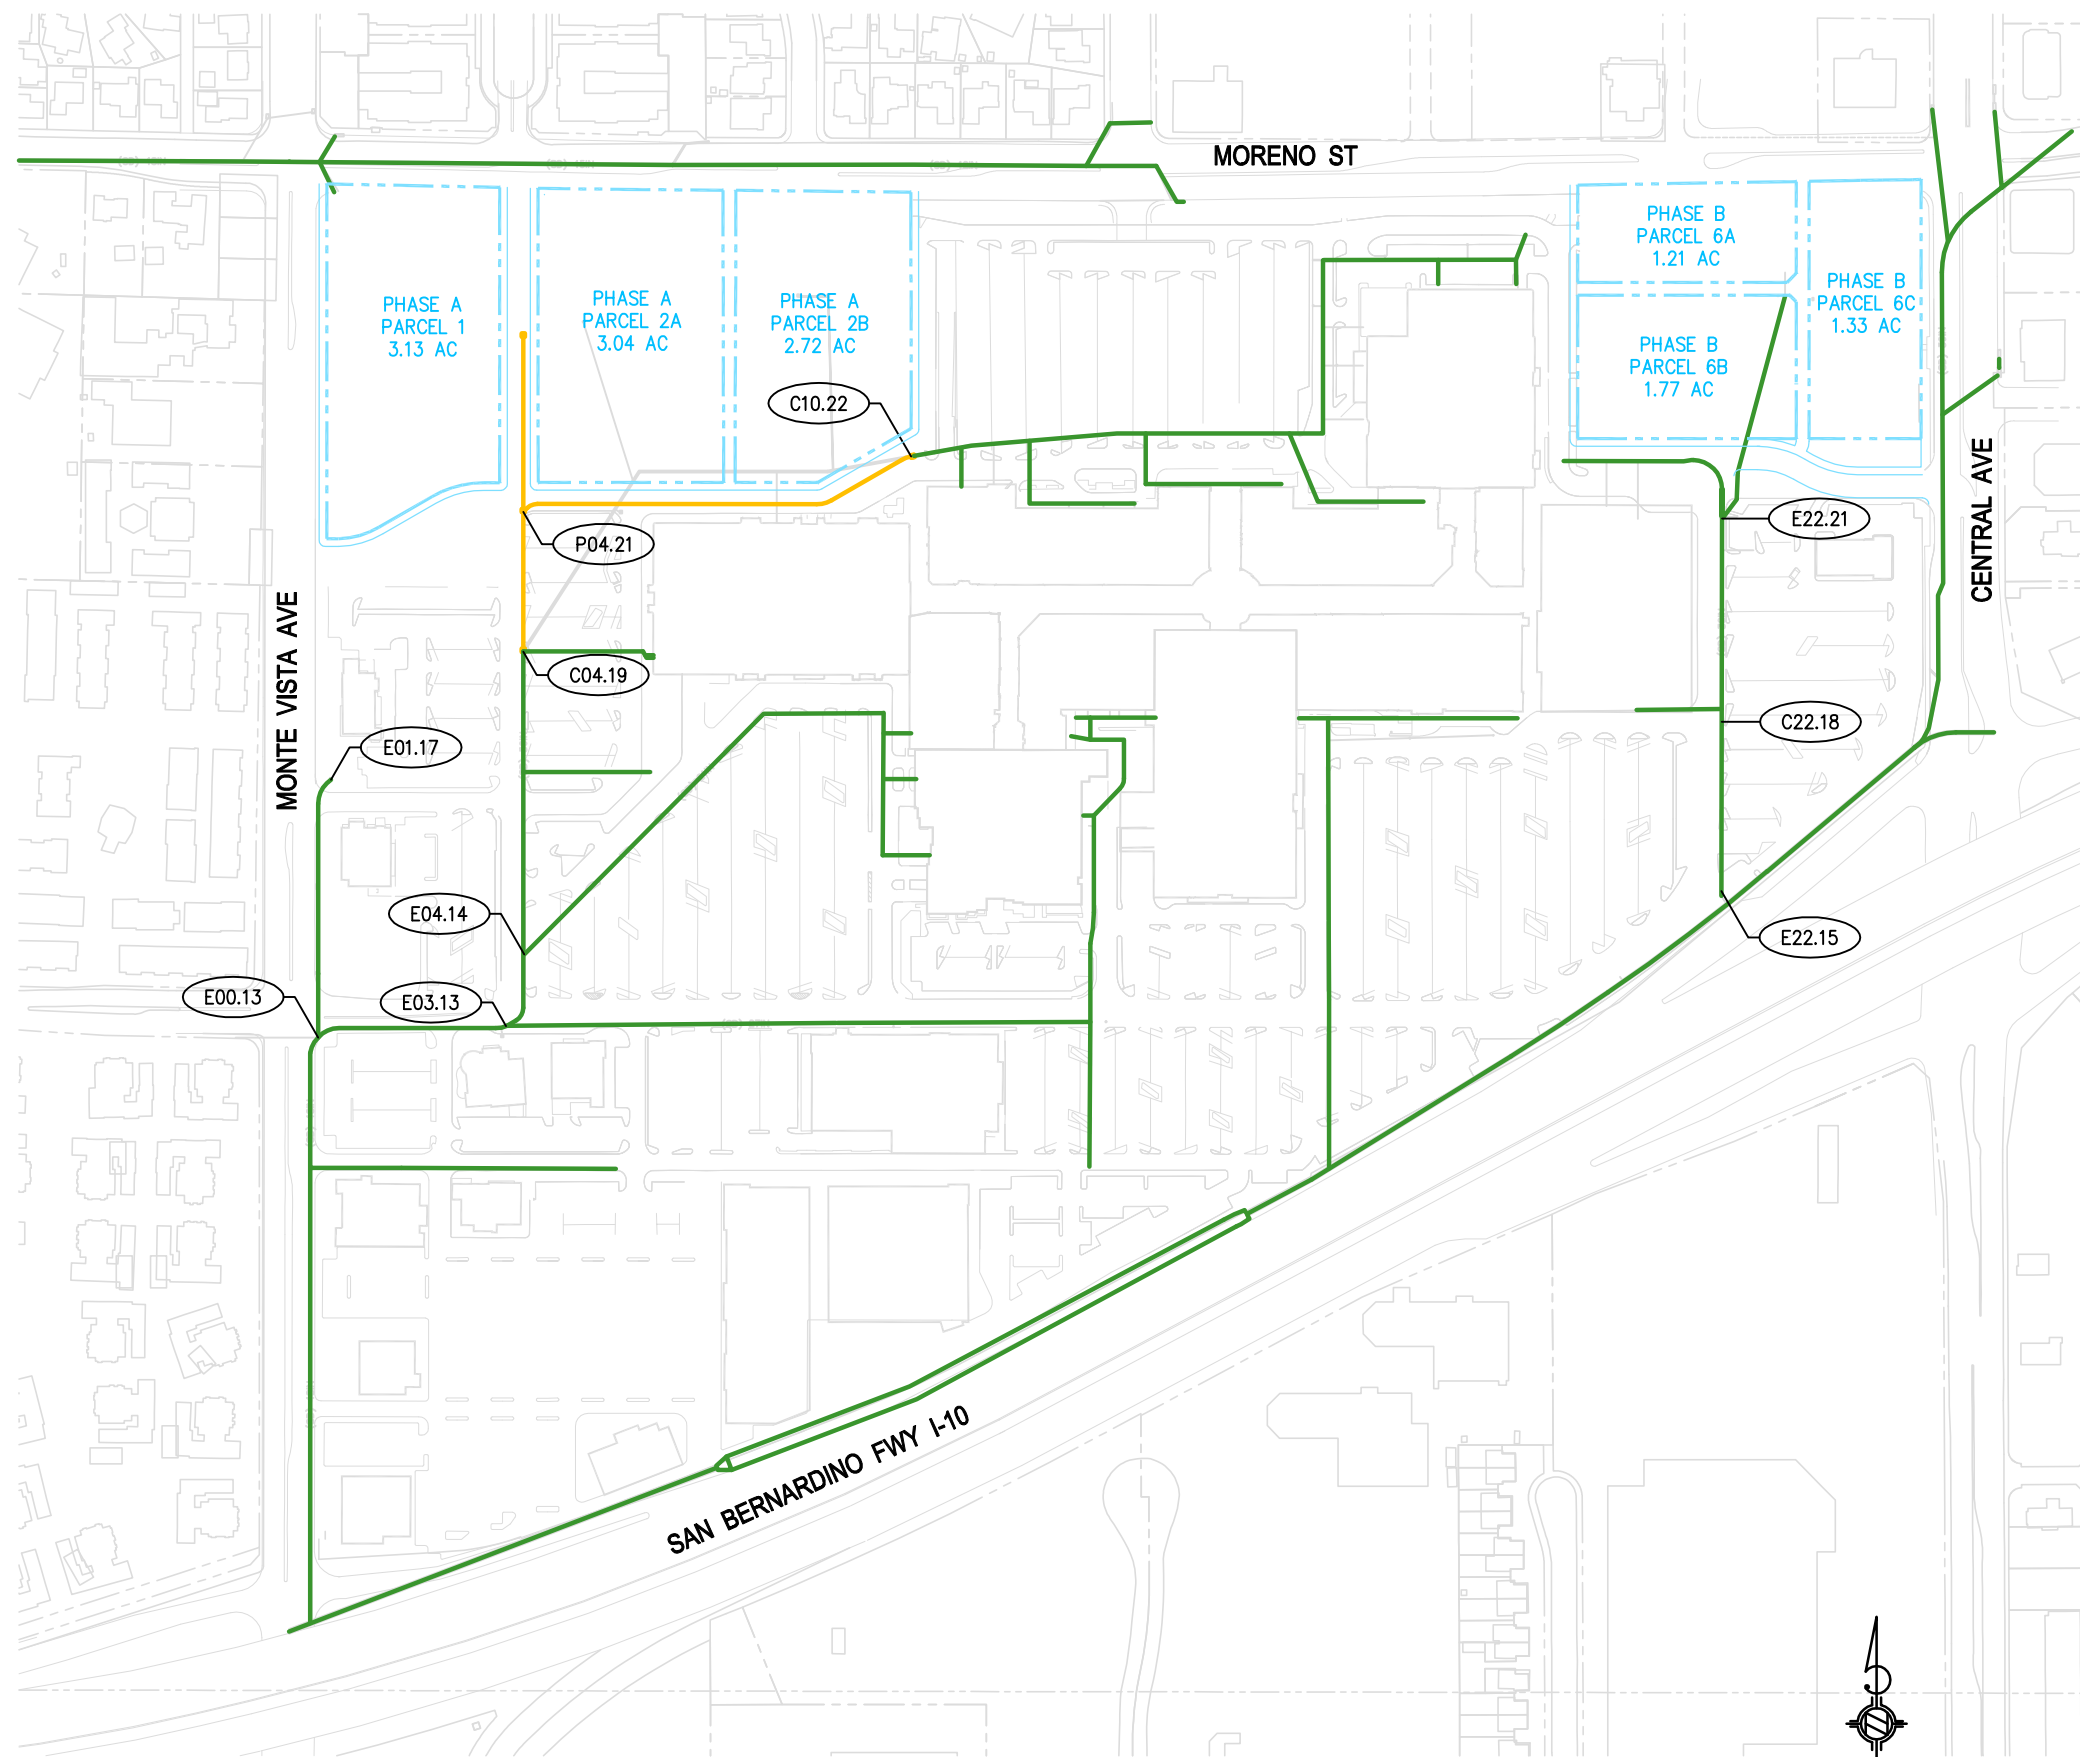 MORENO ST
PHASE B
PARCEL 6A
1.21 AC
PHASE B
PARCEL 6C
1.33 AC
PHASE A
PARCEL 1
3.13 AC
PHASE A
PARCEL 2A
3.04 AC
PHASE A
PARCEL 2B
2.72 AC
PHASE B
PARCEL 6B
1.77 AC
C10.22
CENTRAL AVE
E22.21
P04.21
MONTE VISTA AVE
C04.19
C22.18
E01.17
E04.14
E22.15
E00.13
E03.13
SAN BERNARDINO FWY I-10